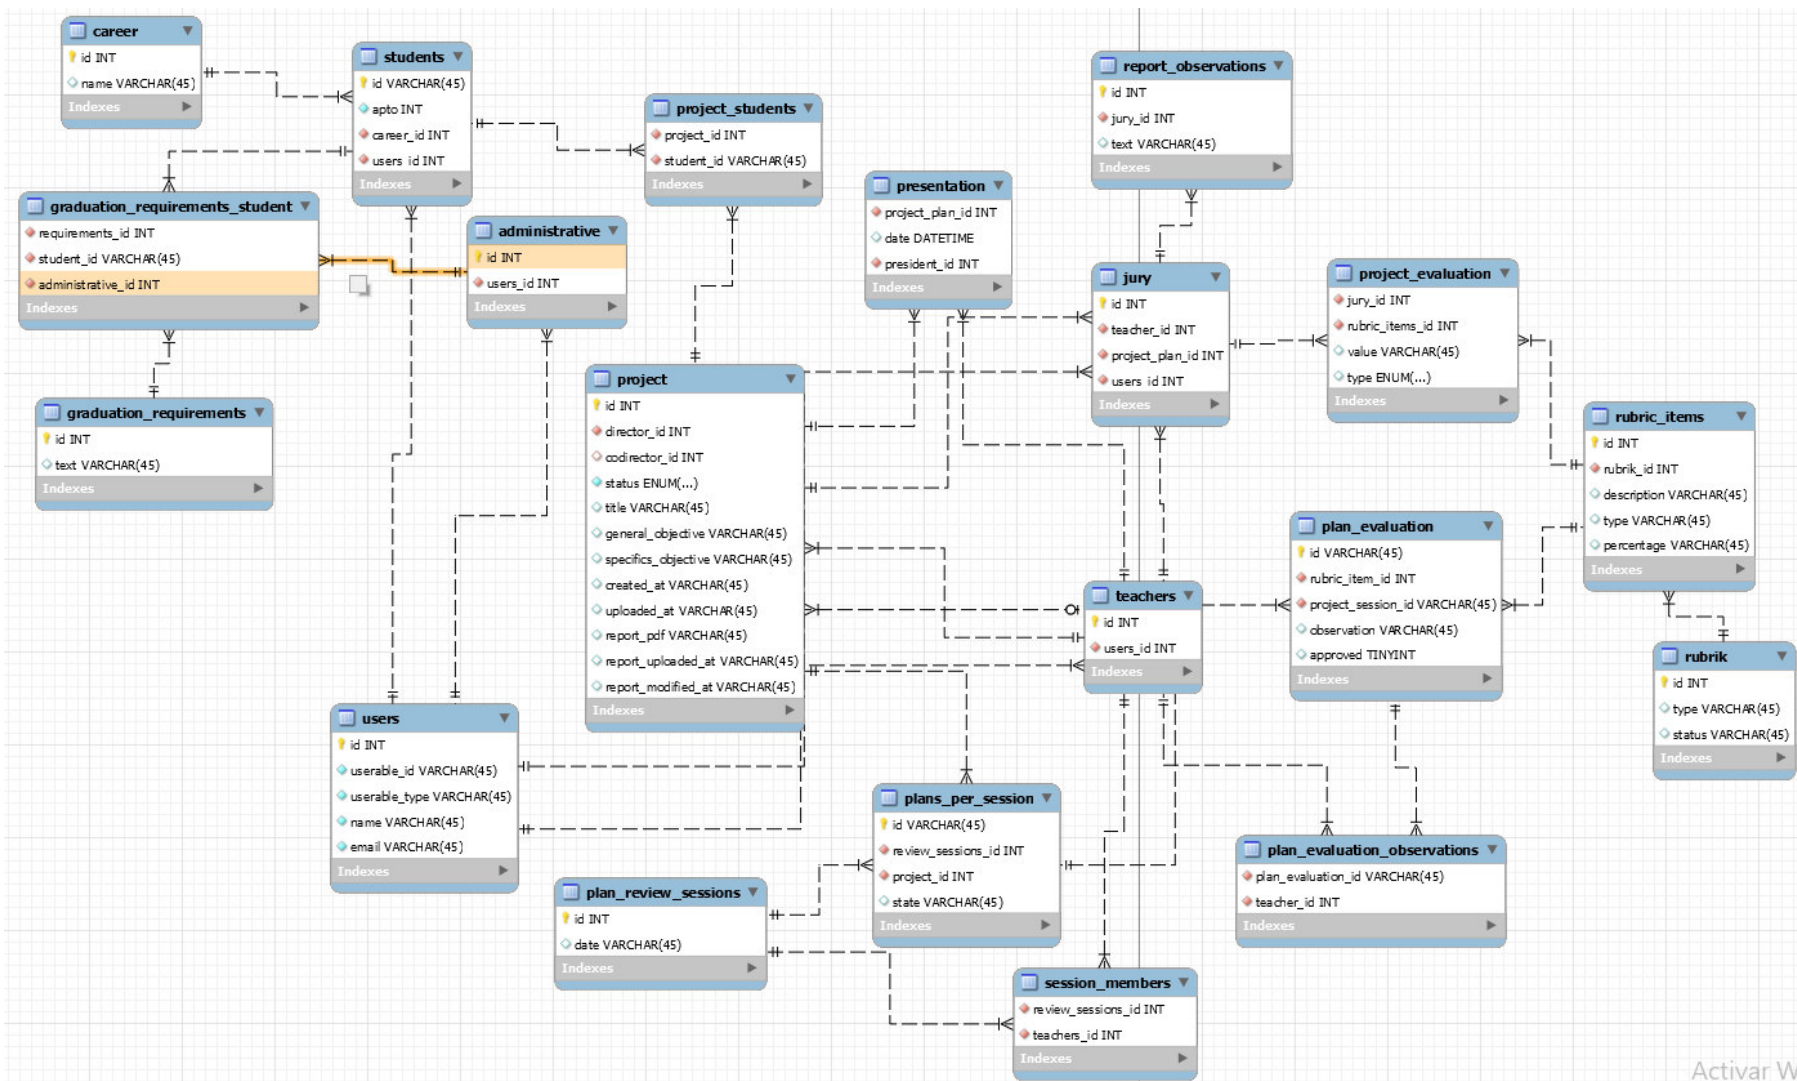 career
id INT
name VARCHAR(45)
Indexes
students
id VARCHAR(45)
apto INT
career_id INT
users_id INT
Indexes
project_students
project_id INT
student_id VARCHAR(45)
Indexes
report_observations
id INT
jury_id INT
text VARCHAR(45)
Indexes
graduation_requirements_student
requirements_id INT
student_id VARCHAR(45)
administrative_id INT
Indexes
administrative
id INT
users_id INT
Indexes
presentation
project_plan_id INT
date DATETIME
president_id INT
Indexes
jury
id INT
teacher_id INT
project_plan_id INT
users_id INT
Indexes
project_evaluation
jury_id INT
rubric_items_id INT
value VARCHAR(45)
type ENUM(...)
Indexes
graduation_requirements
id INT
text VARCHAR(45)
Indexes
project
id INT
director_id INT
codirector_id INT
status ENUM(...)
title VARCHAR(45)
general_objective VARCHAR(45)
specifics_objective VARCHAR(45)
created_at VARCHAR(45)
uploaded_at VARCHAR(45)
report_pdf VARCHAR(45)
report_uploaded_at VARCHAR(45)
report_modified_at VARCHAR(45)
Indexes
rubric_items
id INT
rubrik_id INT
description VARCHAR(45)
type VARCHAR(45)
percentage VARCHAR(45)
Indexes
plan_evaluation
id VARCHAR(45)
rubric_item_id INT
project_session_id VARCHAR(45)
observation VARCHAR(45)
approved TINYINT
Indexes
teachers
id INT
users_id INT
Indexes
rubrik
id INT
type VARCHAR(45)
status VARCHAR(45)
Indexes
users
id INT
userable_id VARCHAR(45)
userable_type VARCHAR(45)
name VARCHAR(45)
email VARCHAR(45)
Indexes
plans_per_session
id VARCHAR(45)
review_sessions_id INT
project_id INT
state VARCHAR(45)
Indexes
plan_evaluation_observations
plan_evaluation_id VARCHAR(45)
teacher_id INT
Indexes
plan_review_sessions
id INT
date VARCHAR(45)
Indexes
session_members
review_sessions_id INT
teachers_id INT
Indexes
Activar W